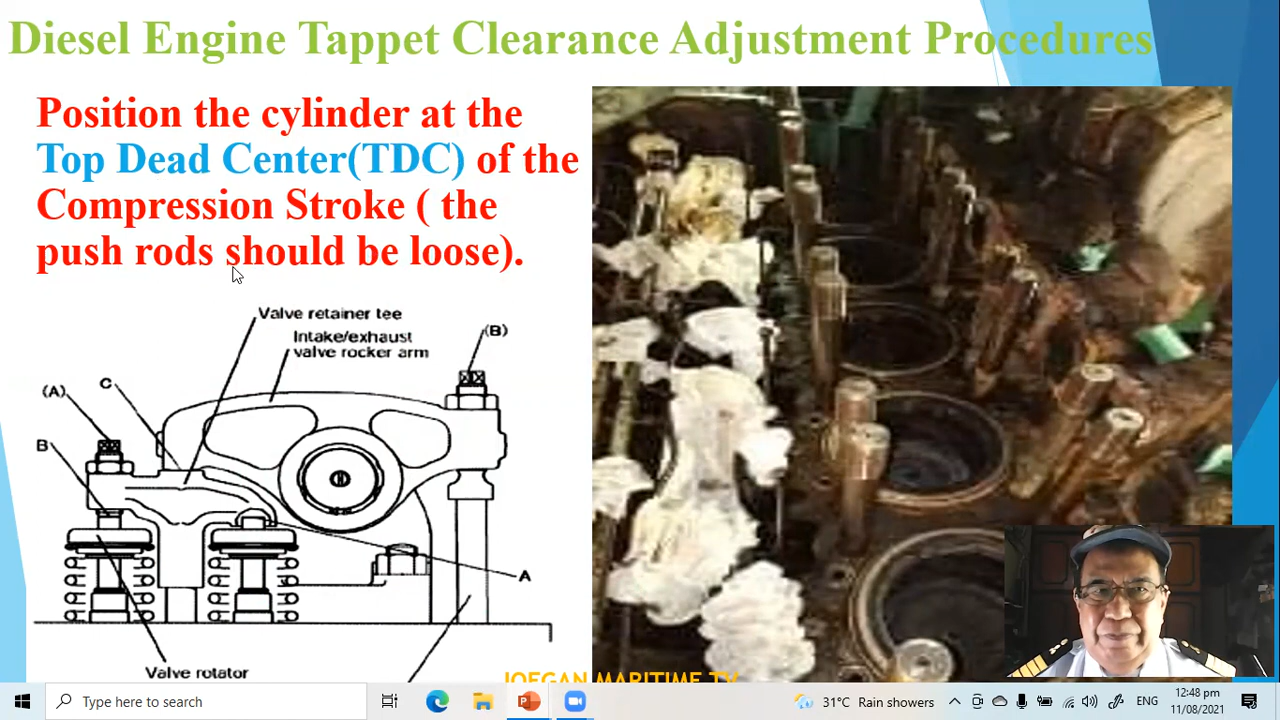 Diesel Engine Tappet Clearance Adjustment Procedures
Position the cylinder at the
Top Dead Center(TDC) of the
Compression Stroke ( the
push rods should be loose).
Valve retainer tee
Intake/exhaust
valve rocker arm
(B)
C
(A)
B
A
Valve rotator
JOEGAN MARITIME TV
Type here to search
31°C Rain showers
ENG
12:48 pm
11/08/2021